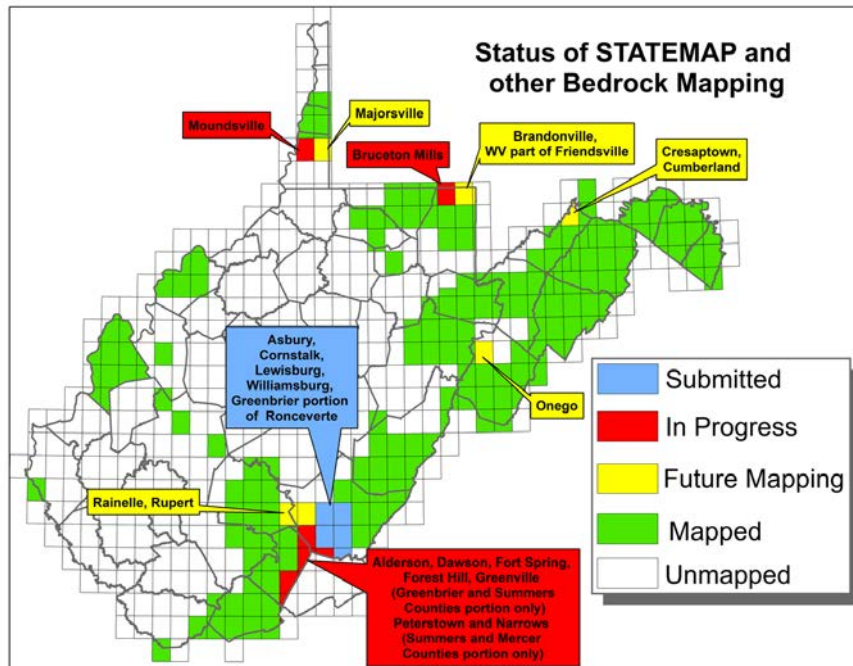 Status of STATEMAP and
other Bedrock Mapping
Moundsville
Majorsville
Bruceton Mills
Brandonville,
WV part of Friendsville
Cresaptown,
Cumberland
Asbury,
Cornstalk,
Lewisburg,
Williamsburg,
Greenbrier portion
of Ronceverte
Onego
Rainelle, Rupert
Alderson, Dawson, Fort Spring,
Forest Hill, Greenville
(Greenbrier and Summers
Counties portion only)
Peterstown and Narrows
(Summers and Mercer
Counties portion only)
Submitted
In Progress
Future Mapping
Mapped
Unmapped